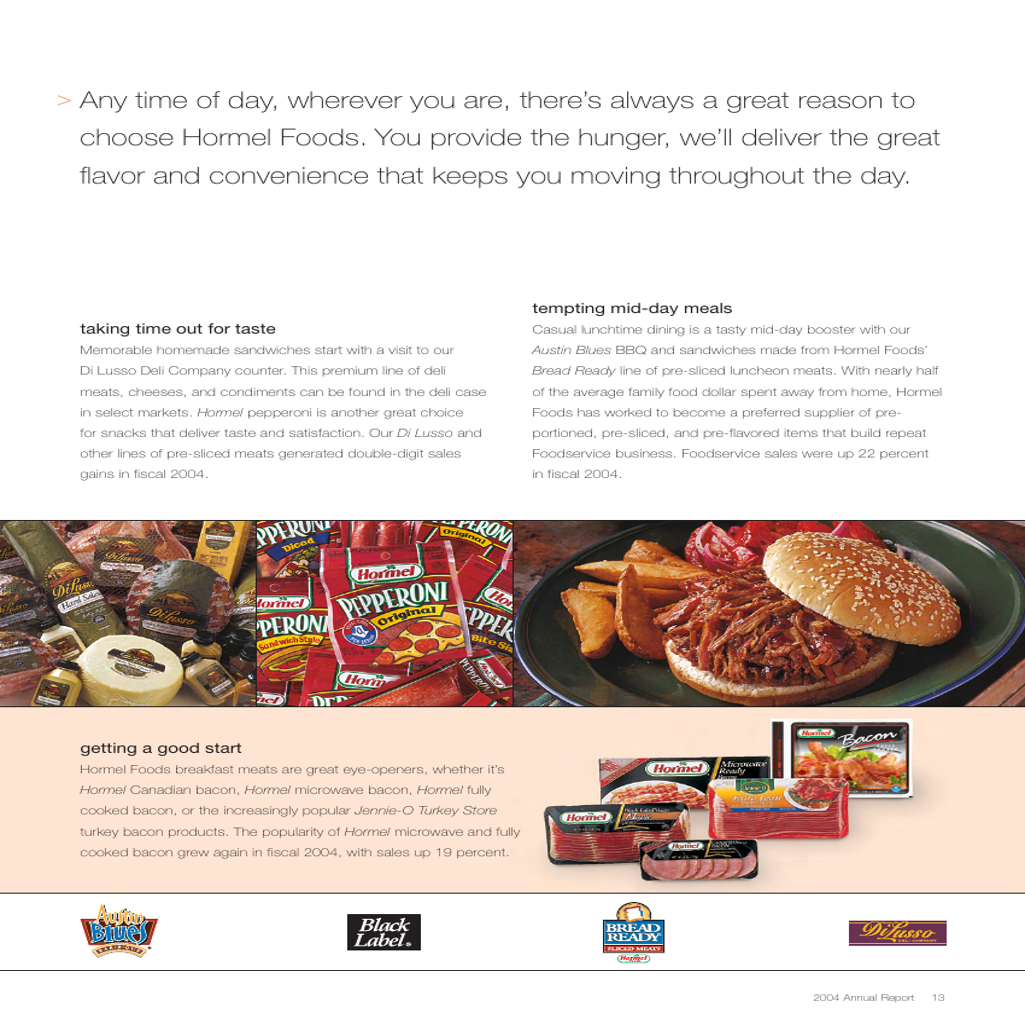 > Any time of day, wherever you are, there's always a great reason to
choose Hormel Foods. You provide the hunger, we'll deliver the great
flavor and convenience that keeps you moving throughout the day.
taking time out for taste
Memorable homemade sandwiches start with a visit to our
Di Lusso Deli Company counter. This premium line of deli
meats, cheeses, and condiments can be found in the deli case
in select markets. Hormel pepperoni is another great choice
for snacks that deliver taste and satisfaction. Our Di Lusso and
other lines of pre-sliced meats generated double-digit sales
gains in fiscal 2004.
tempting mid-day meals
Casual lunchtime dining is a tasty mid-day booster with our
Austin Blues BBQ and sandwiches made from Hormel Foods'
Bread Ready line of pre-sliced luncheon meats. With nearly half
of the average family food dollar spent away from home, Hormel
Foods has worked to become a preferred supplier of pre-
portioned, pre-sliced, and pre-flavored items that build repeat
Foodservice business. Foodservice sales were up 22 percent
in fiscal 2004.
DiLusso
Hard Salami
DiLusso
PEPPERONI
Diced
Hormel
PEPPERONI
Original
Original
Hormel
PERONI
Sandwich Style
Bite Siz
Horm
PEPPERONI
getting a good start
Hormel Foods breakfast meats are great eye-openers, whether it's
Hormel Canadian bacon, Hormel microwave bacon, Hormel fully
cooked bacon, or the increasingly popular Jennie-O Turkey Store
turkey bacon products. The popularity of Hormel microwave and fully
cooked bacon grew again in fiscal 2004, with sales up 19 percent.
Hormel
Bacon
Hormel
Microwave
Ready
Jennie-O
Hormel
Hormel
Austin
Blues
BAR-B-QUE
Black
Label®
BREAD
READY®
SLICED MEATS
Hormel
DiLusso
DELI COMPANY
2004 Annual Report 13